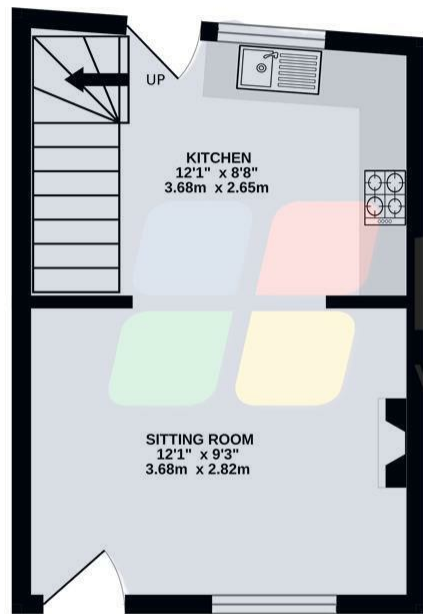 UP
KITCHEN
12'1" x 8'8"
3.68m x 2.65m
SITTING ROOM
12'1" x 9'3"
3.68m x 2.82m